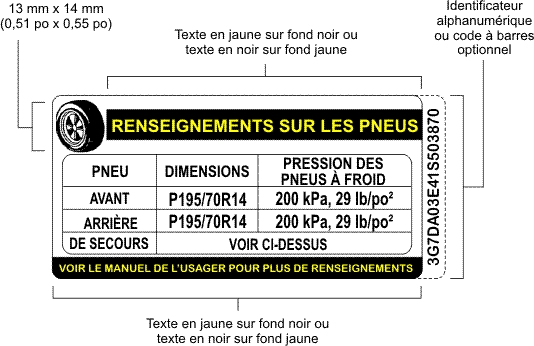 13 mm x 14 mm
(0,51 po x 0,55 po)
Texte en jaune sur fond noir ou
texte en noir sur fond jaune
Identificateur
alphanumérique
ou code à barres
optionnel
RENSEIGNEMENTS SUR LES PNEUS
PNEU DIMENSIONS PRESSION DES
PNEUS À FROID
AVANT P195/70R14 200 kPa, 29 lb/po²
ARRIÈRE P195/70R14 200 kPa, 29 lb/po²
DE SECOURS VOIR CI-DESSUS
VOIR LE MANUEL DE L'USAGER POUR PLUS DE RENSEIGNEMENTS
3G7DA03E41S503870
Texte en jaune sur fond noir ou
texte en noir sur fond jaune